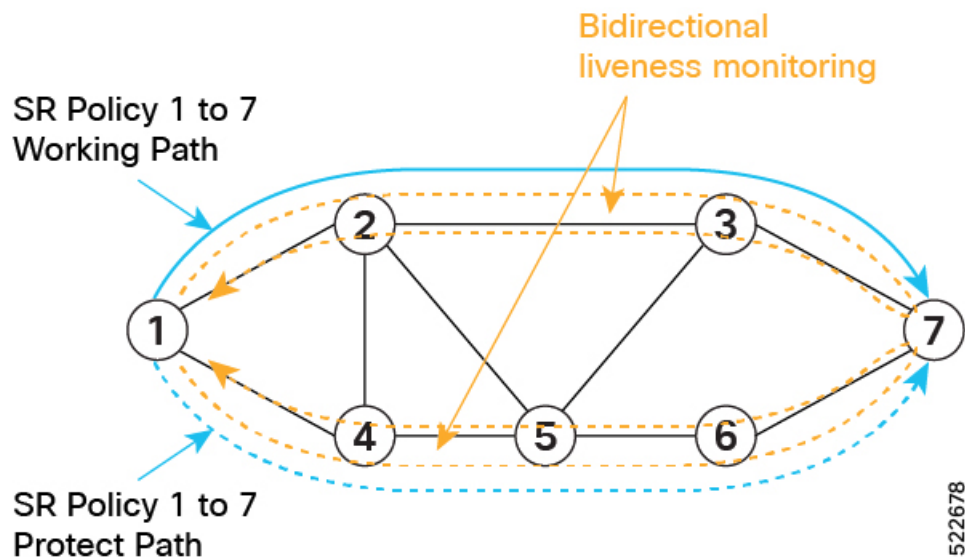 Bidirectional
liveness monitoring
SR Policy 1 to 7
Working Path
2
3
1
7
4
5
6
SR Policy 1 to 7
Protect Path
522678